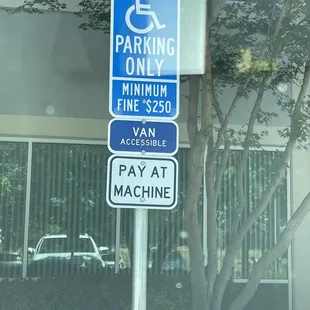 PARKING
ONLY
MINIMUM
FINE $250
VAN
ACCESSIBLE
PAY AT
MACHINE